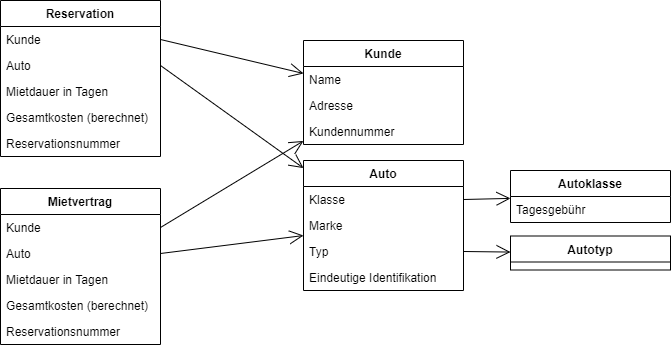 Reservation
Kunde
Auto
Mietdauer in Tagen
Gesamtkosten (berechnet)
Reservationsnummer
Mietvertrag
Kunde
Auto
Mietdauer in Tagen
Gesamtkosten (berechnet)
Reservationsnummer
Kunde
Name
Adresse
Kundennummer
Auto
Klasse
Marke
Typ
Eindeutige Identifikation
Autoklasse
Tagesgebühr
Autotyp